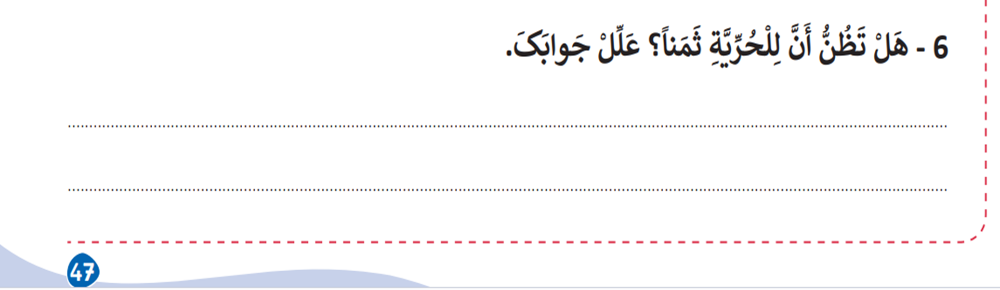 6 - هَلْ تَظُنُّ أَنَّ لِلْحُرِّيَّةِ ثَمَناً؟ عَلِّلْ جَوابَكَ.
47